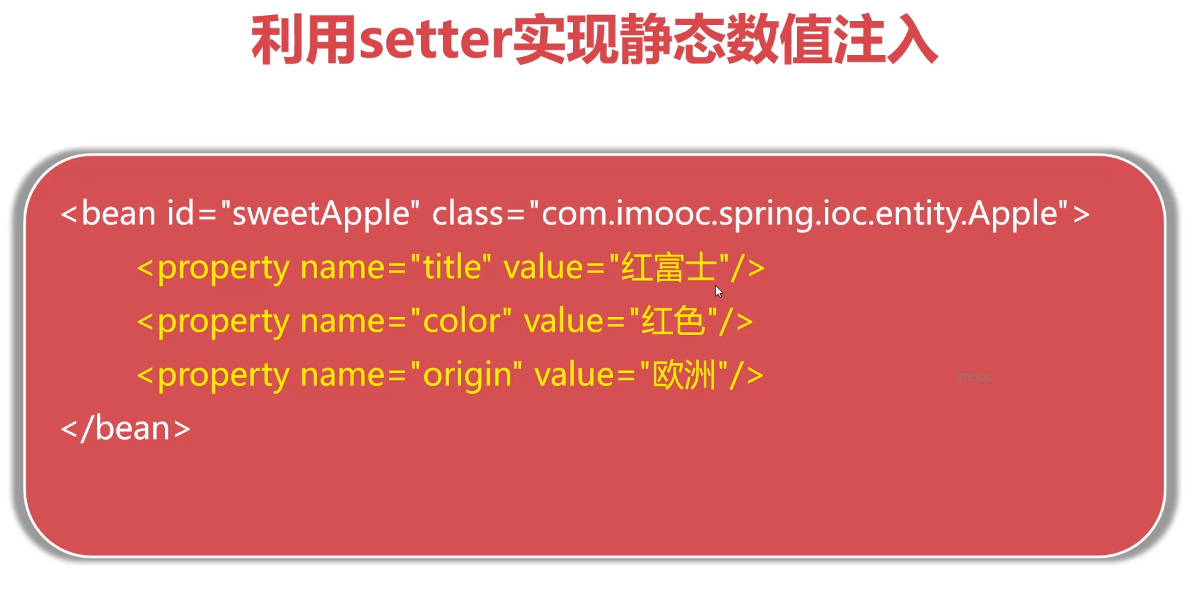 利用setter实现静态数值注入
<bean id="sweetApple" class="com.imooc.spring.ioc.entity.Apple">
<property name="title" value="红富士"/>
<property name="color" value="红色"/>
<property name="origin" value="欧洲"/>
imooc
</bean>